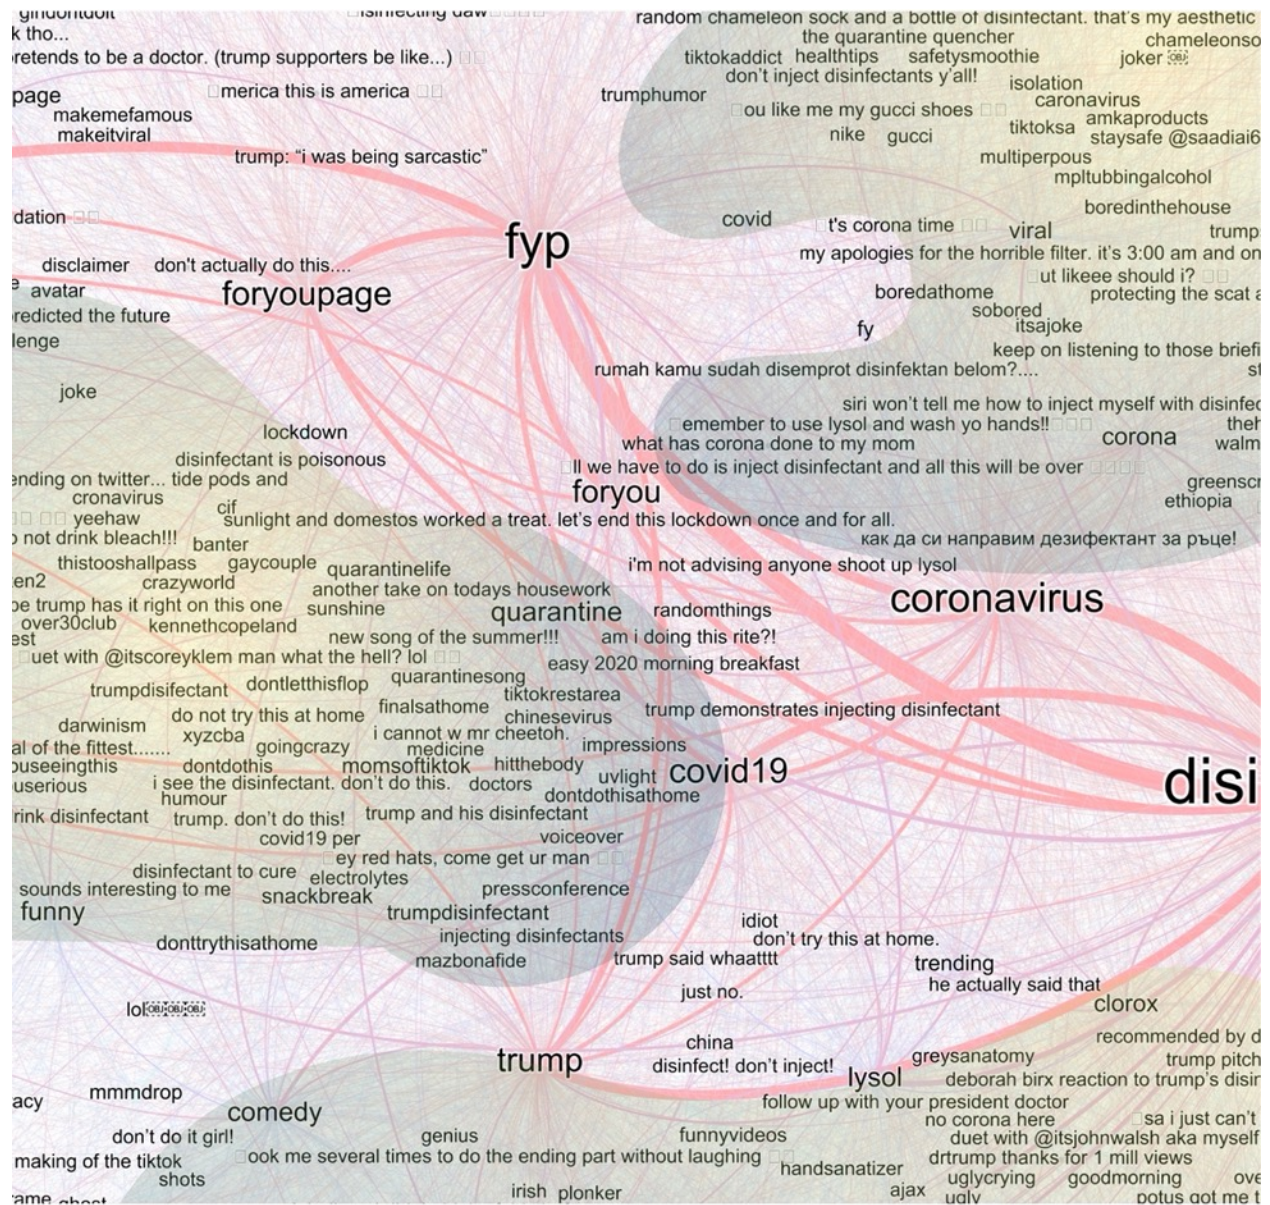 girldontdoit
isinfecting daw
random chameleon sock and a bottle of disinfectant. that's my aesthetic
k tho...
the quarantine quencher
chameleonso
retends to be a doctor. (trump supporters be like...)
tiktokaddict
healthtips
safetysmoothie
joker
don't inject disinfectants y'all!
isolation
page
merica this is america
trumphumor
caronavirus
makemefamous
ou like me my gucci shoes
amkaproducts
makeitviral
nike
gucci
tiktoksa
staysafe @saadiai6
trump: “i was being sarcastic”
multiperpous
mpltubbingalcohol
boredinthehouse
dation
covid
t's corona time
viral
trump
fyp
my apologies for the horrible filter. it's 3:00 am and on
disclaimer
don't actually do this....
ut likeee should i?
e
avatar
foryoupage
boredathome
protecting the scat a
redicted the future
sobored
itsajoke
lenge
fy
keep on listening to those briefi
rumah kamu sudah disemprot disinfektan belom?....
st
joke
siri won't tell me how to inject myself with disinfec
emember to use lysol and wash yo hands!!
theh
lockdown
what has corona done to my mom
corona
walm
disinfectant is poisonous
ll we have to do is inject disinfectant and all this will be over
ending on twitter... tide pods and
foryou
greenscr
cronavirus
ethiopia
cif
yeehaw
sunlight and domestos worked a treat. let's end this lockdown once and for all.
o not drink bleach!!!
banter
как да си направим дезифектант за ръце!
thistooshallpass
gaycouple
quarantinelife
i'm not advising anyone shoot up lysol
en2
crazyworld
another take on todays housework
coronavirus
be trump has it right on this one
sunshine
quarantine
randomthings
over30club
kennethcopeland
est
new song of the summer!!!
am i doing this rite?!
uet with @itscoreyklem man what the hell? lol
easy 2020 morning breakfast
trumpdisifectant
dontletthisflop
quarantinesong
tiktokrestarea
finalsathome
trump demonstrates injecting disinfectant
darwinism
do not try this at home
chinesevirus
xyzcba
i cannot w mr cheetoh.
al of the fittest.......
goingcrazy
medicine
impressions
ouseeingthis
dontdothis
momsoftiktok
hitthebody
uvlight
covid19
disi
userious
i see the disinfectant. don't do this.
doctors
humour
dontdothisathome
rink disinfectant
trump. don't do this!
trump and his disinfectant
covid19 per
voiceover
ey red hats, come get ur man
disinfectant to cure
electrolytes
sounds interesting to me
snackbreak
pressconference
funny
trumpdisinfectant
idiot
donttrythisathome
injecting disinfectants
don't try this at home.
mazbonafide
trump said whaatttt
trending
he actually said that
just no.
clorox
lol
china
recommended by d
trump
disinfect! don't inject!
greysanatomy
trump pitch
lysol
deborah birx reaction to trump's disin
mmmdrop
acy
comedy
follow up with your president doctor
no corona here
sa i just can't
don't do it girl!
genius
funnyvideos
duet with @itsjohnwalsh aka myself
making of the tiktok
ook me several times to do the ending part without laughing
drtrump thanks for 1 mill views
shots
handsanatizer
uglycrying
goodmorning
ove
irish
plonker
ajax
ugly
potus got me t
ame
ghost